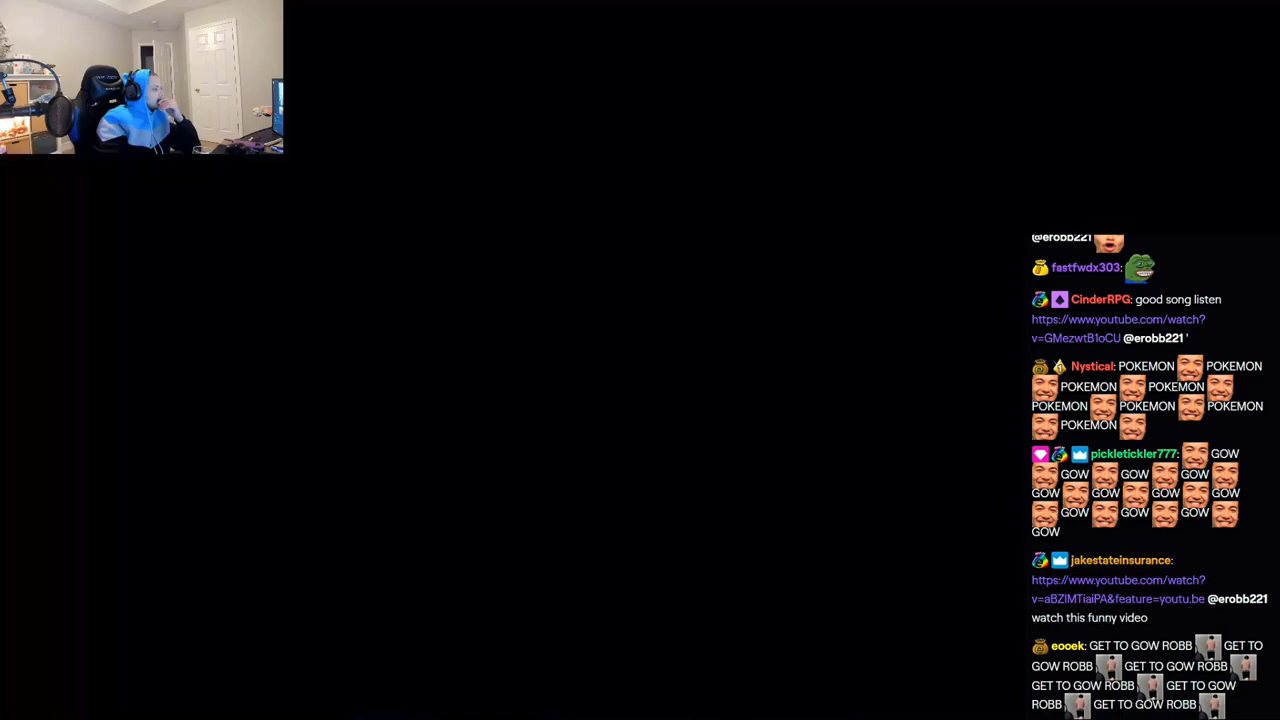 @erobb221
fastfwdx303:
CinderRPG: good song listen
https://www.youtube.com/watch?
v=GMezwtB1oCU @erobb221 '
Nystical: POKEMON POKEMON
POKEMON POKEMON
POKEMON POKEMON POKEMON
POKEMON
pickletickler777: GOW
GOW GOW GOW
GOW GOW GOW GOW
GOW GOW GOW
GOW
jakestateinsurance:
https://www.youtube.com/watch?
v=aBZlMTiaiPA&feature=youtu.be @erobb221
watch this funny video
eooek: GET TO GOW ROBB GET TO
GOW ROBB GET TO GOW ROBB
GET TO GOW ROBB GET TO GOW
ROBB GET TO GOW ROBB